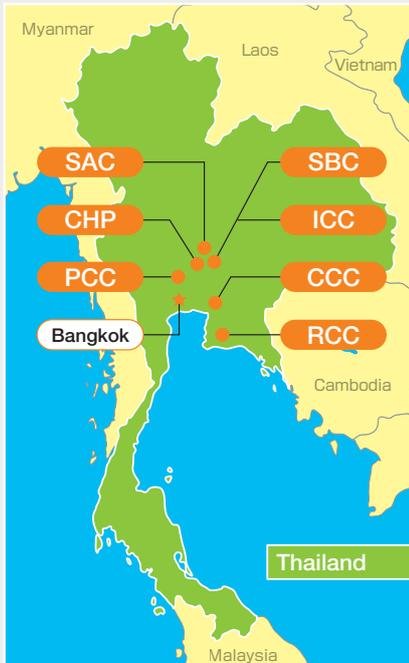 Myanmar
Laos
Vietnam
SAC
SBC
CHP
ICC
PCC
CCC
Bangkok
RCC
Cambodia
Thailand
Malaysia